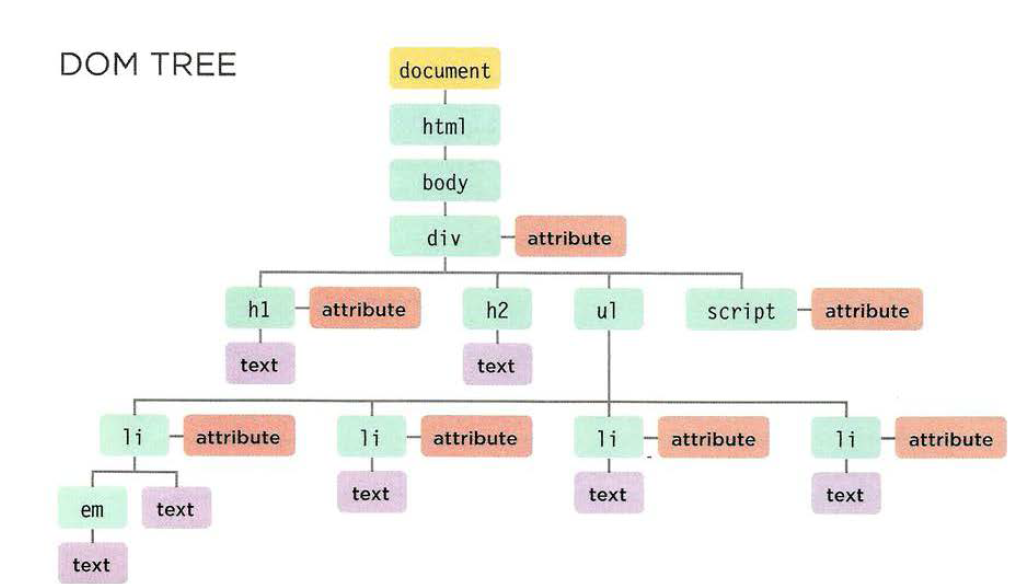 DOM TREE
document
html
body
div attribute
h1 attribute h2 ul script attribute
text text
li attribute li attribute li attribute li attribute
text text text
em text
text